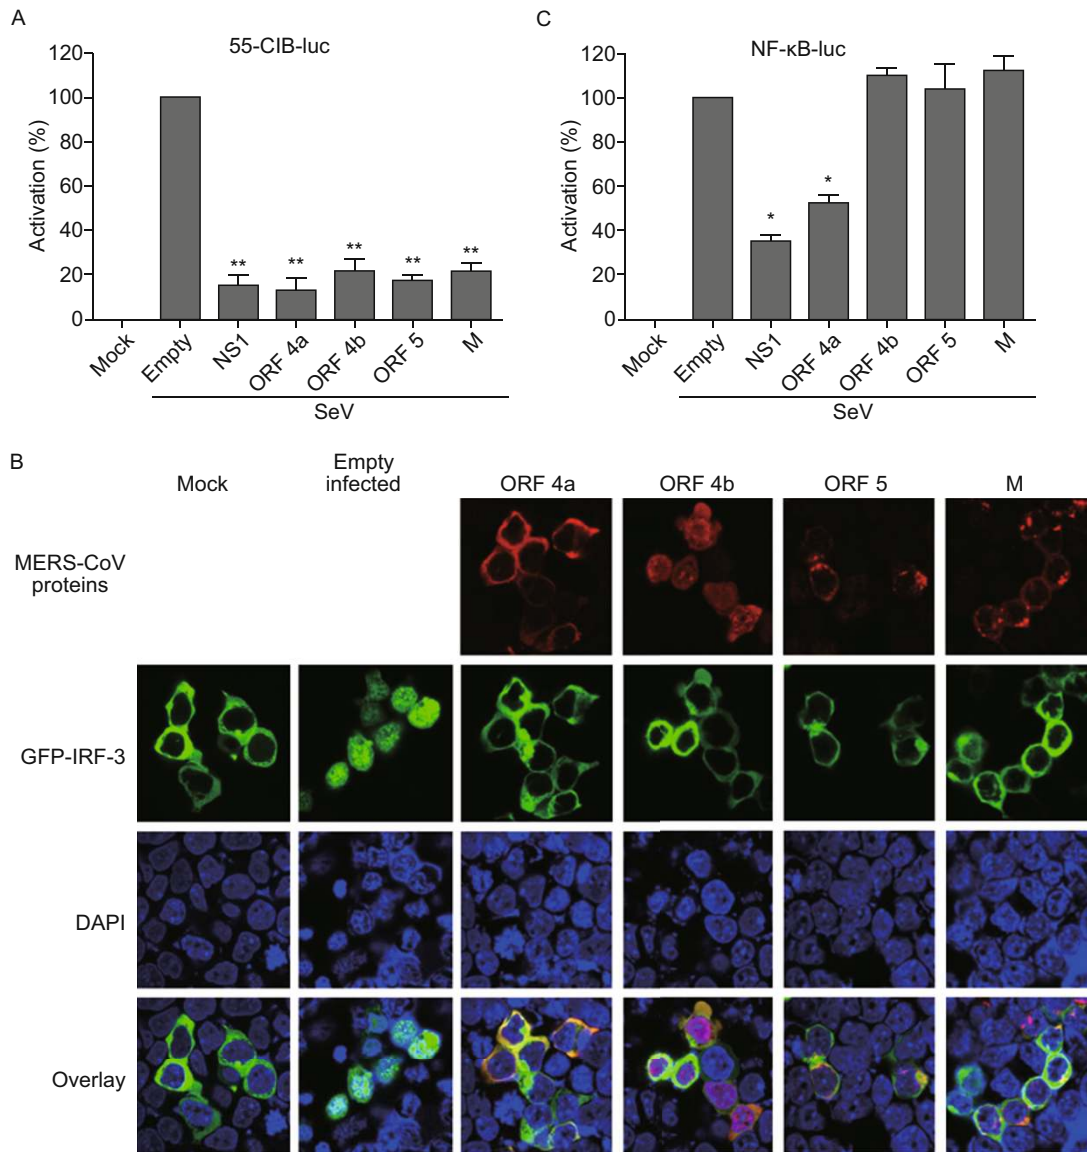 A
55-CIB-luc
Activation (%)
120
100
80
60
40
20
0
**
**
**
**
**
Mock
Empty
NS1
ORF 4a
ORF 4b
ORF 5
M
SeV
C
NF-κB-luc
Activation (%)
120
100
80
60
40
20
0
*
*
Mock
Empty
NS1
ORF 4a
ORF 4b
ORF 5
M
SeV
B
Mock
Empty
infected
ORF 4a
ORF 4b
ORF 5
M
MERS-CoV
proteins
GFP-IRF-3
DAPI
Overlay